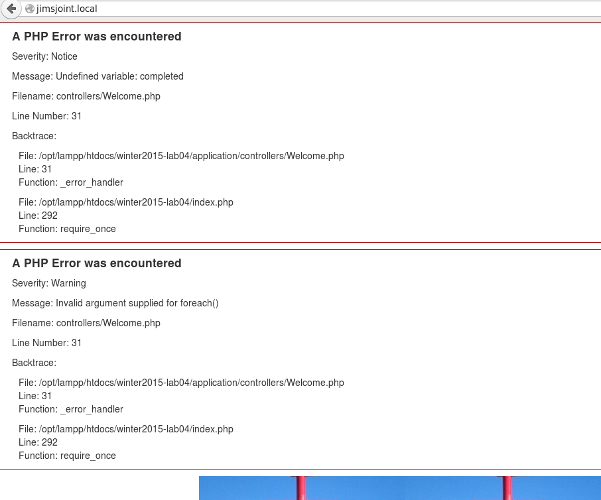 jimsjoint.local
A PHP Error was encountered
Severity: Notice
Message: Undefined variable: completed
Filename: controllers/Welcome.php
Line Number: 31
Backtrace:
File: /opt/lampp/htdocs/winter2015-lab04/application/controllers/Welcome.php
Line: 31
Function: _error_handler
File: /opt/lampp/htdocs/winter2015-lab04/index.php
Line: 292
Function: require_once
A PHP Error was encountered
Severity: Warning
Message: Invalid argument supplied for foreach()
Filename: controllers/Welcome.php
Line Number: 31
Backtrace:
File: /opt/lampp/htdocs/winter2015-lab04/application/controllers/Welcome.php
Line: 31
Function: _error_handler
File: /opt/lampp/htdocs/winter2015-lab04/index.php
Line: 292
Function: require_once